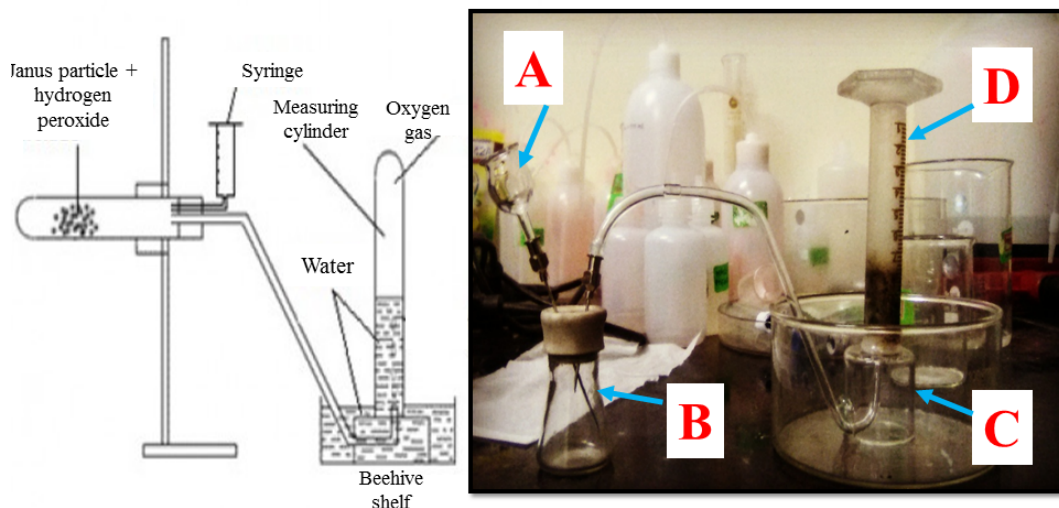 Janus particle +
hydrogen
peroxide
Syringe
Measuring
cylinder
Oxygen
gas
Water
Beehive
shelf
A
B
C
D